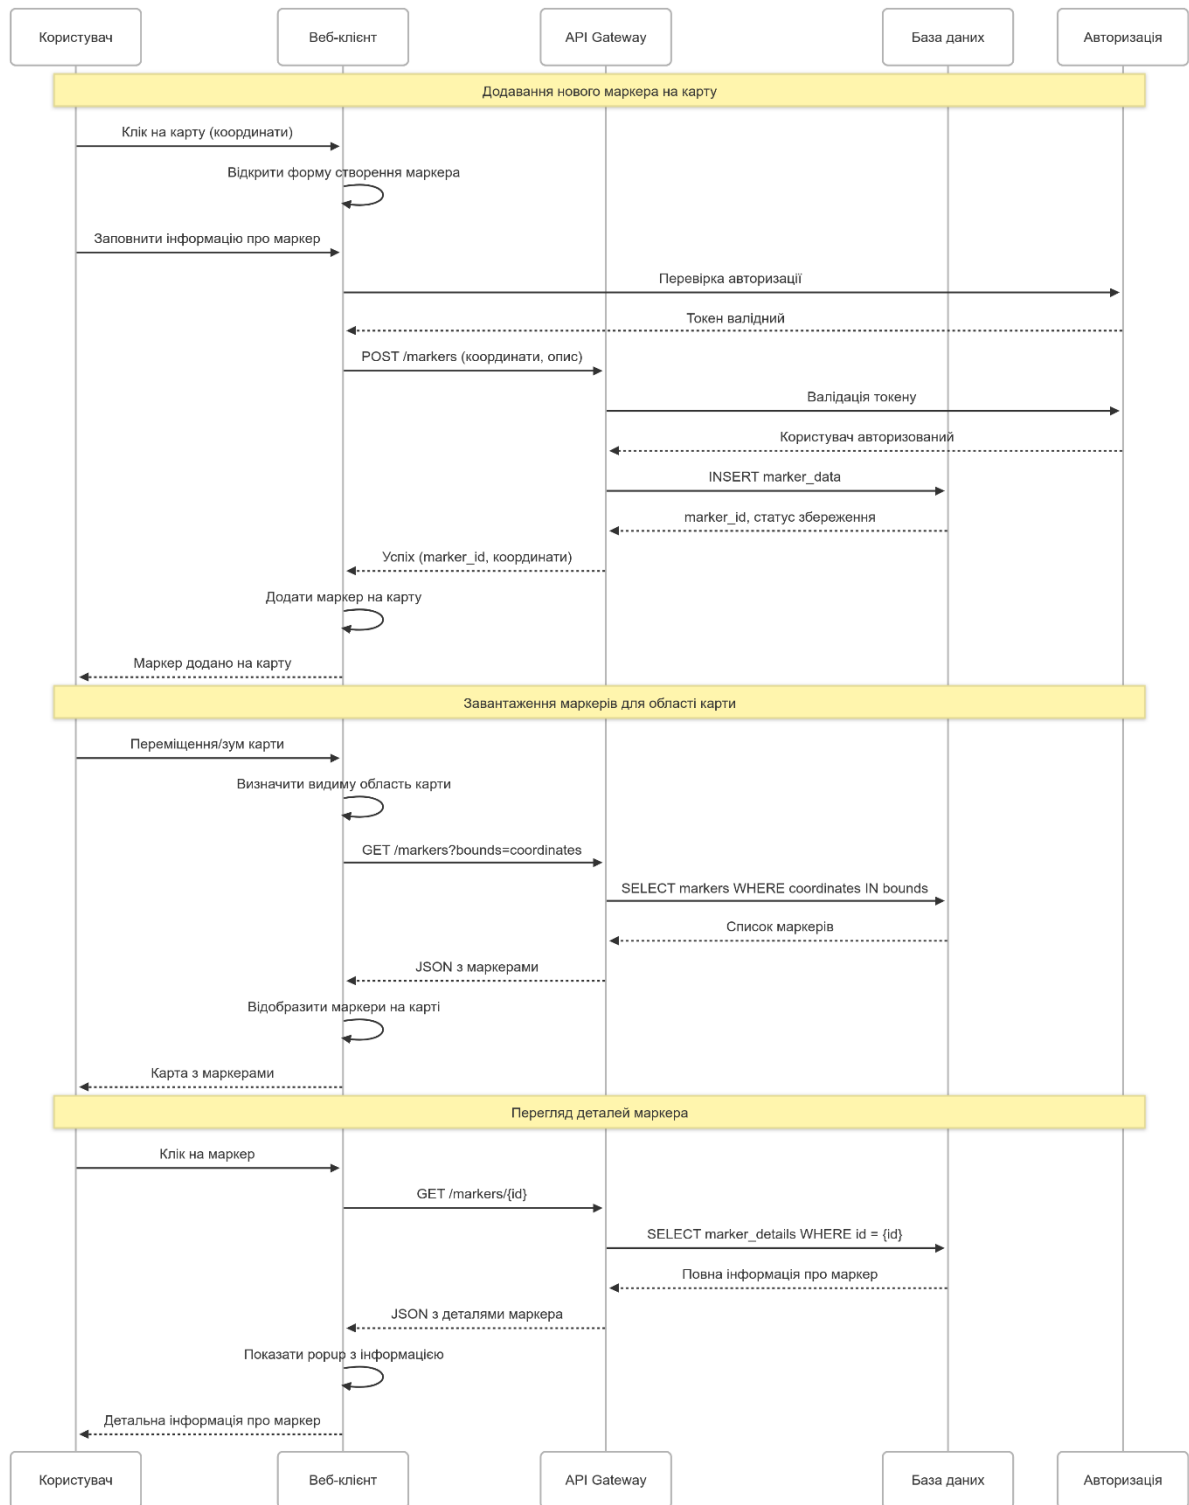 Користувач
Веб-клієнт
API Gateway
База даних
Авторизація
Додавання нового маркера на карту
Клік на карту (координати)
Відкрити форму створення маркера
Заповнити інформацію про маркер
Перевірка авторизації
Токен валідний
POST /markers (координати, опис)
Валідація токену
Користувач авторизований
INSERT marker_data
marker_id, статус збереження
Успіх (marker_id, координати)
Додати маркер на карту
Маркер додано на карту
Завантаження маркерів для області карти
Переміщення/зум карти
Визначити видиму область карти
GET /markers?bounds=coordinates
SELECT markers WHERE coordinates IN bounds
Список маркерів
JSON з маркерами
Відобразити маркери на карті
Карта з маркерами
Перегляд деталей маркера
Клік на маркер
GET /markers/{id}
SELECT marker_details WHERE id = {id}
Повна інформація про маркер
JSON з деталями маркера
Показати popup з інформацією
Детальна інформація про маркер
Користувач
Веб-клієнт
API Gateway
База даних
Авторизація